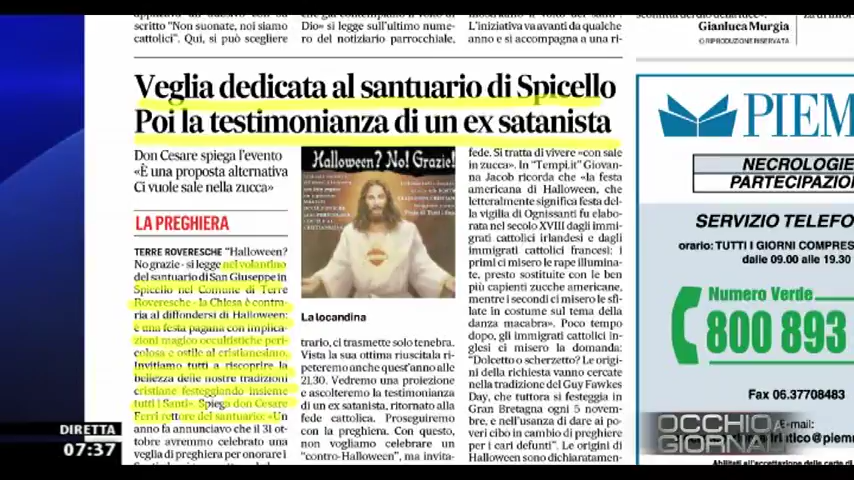 scritto "Non suonate, noi siamo
cattolici". Qui, si può scegliere
Dio» si legge sull'ultimo nume-
ro del notiziario parrocchiale,
L'iniziativa va avanti da qualche
anno e si accompagna a una ri-
Gianluca Murgia
© RIPRODUZIONE RISERVATA
Veglia dedicata al santuario di Spicello
Poi la testimonianza di un ex satanista
Don Cesare spiega l'evento
«È una proposta alternativa
Ci vuole sale nella zucca»
LA PREGHIERA
TERRE ROVERESCHE "Halloween?
No grazie - si legge nel volantino
del santuario di San Giuseppe in
Spicello nel Comune di Terre
Roveresche - la Chiesa è contra-
ria al diffondersi di Halloween:
è una festa pagana con implica-
zioni magico occultistiche peri-
colosa e ostile al cristianesimo.
Invitiamo tutti a riscoprire la
bellezza delle nostre tradizioni
cristiane festeggiando insieme
tutti i Santi». Spiega don Cesare
Ferri rettore del santuario: «Un
anno fa annunciavo che il 31 ot-
tobre avremmo celebrato una
veglia di preghiera per onorare i
Halloween? No! Grazie!
La locandina
trario, ci trasmette solo tenebra.
Vista la sua ottima riuscita la ri-
peteremo anche quest'anno alle
21.30. Vedremo una proiezione
e ascolteremo la testimonianza
di un ex satanista, ritornato alla
fede cattolica. Proseguiremo
con la preghiera. Con questo,
non vogliamo celebrare un
"contro-Halloween", ma invita-
fede. Si tratta di vivere «con sale
in zucca». In "Tempi.it" Giovan-
na Jacob ricorda che «la festa
americana di Halloween, che
letteralmente significa festa del-
la vigilia di Ognissanti fu elabo-
rata nel secolo XVIII dagli immi-
grati cattolici irlandesi e dagli
immigrati cattolici francesi: i
primi ci misero le rape illumina-
te, presto sostituite con le ben
più capienti zucche americane,
mentre i secondi ci misero le sfi-
late in costume sul tema della
danza macabra». Poco tempo
dopo, gli immigrati cattolici in-
glesi ci misero la domanda:
"Dolcetto o scherzetto? Le origi-
ni della richiesta vanno cercate
nella tradizione del Guy Fawkes
Day, che tuttora si festeggia in
Gran Bretagna ogni 5 novem-
bre, e nell'usanza di dare ai po-
veri cibo in cambio di preghiere
per i cari defunti". Le origini di
Halloween sono dichiaratamen-
PIEM
NECROLOGIE
PARTECIPAZIO
SERVIZIO TELEFO
orario: TUTTI I GIORNI COMPRES
dalle 09.00 alle 19.30
Numero Verde
800 893
Fax 06.37708483
OCCHIO AI
GIORNALI
DIRETTA
07:37